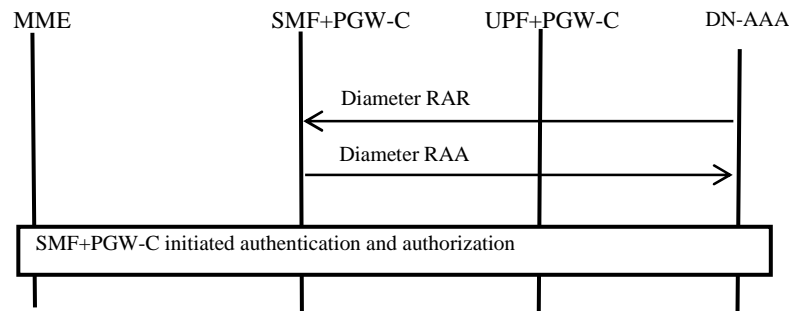 MME SMF+PGW-C UPF+PGW-C DN-AAA
Diameter RAR
Diameter RAA
SMF+PGW-C initiated authentication and authorization